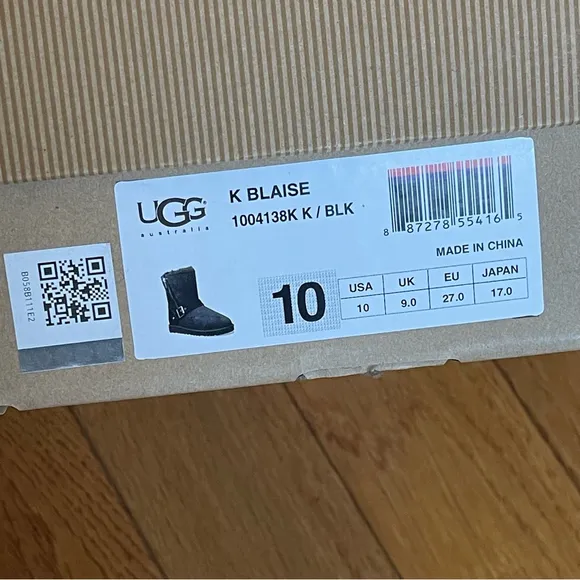 UGG
australia
K BLAISE
1004138K K / BLK
8 87278 55416 5
MADE IN CHINA
10
USA UK EU JAPAN
10 9.0 27.0 17.0
B058B111E2